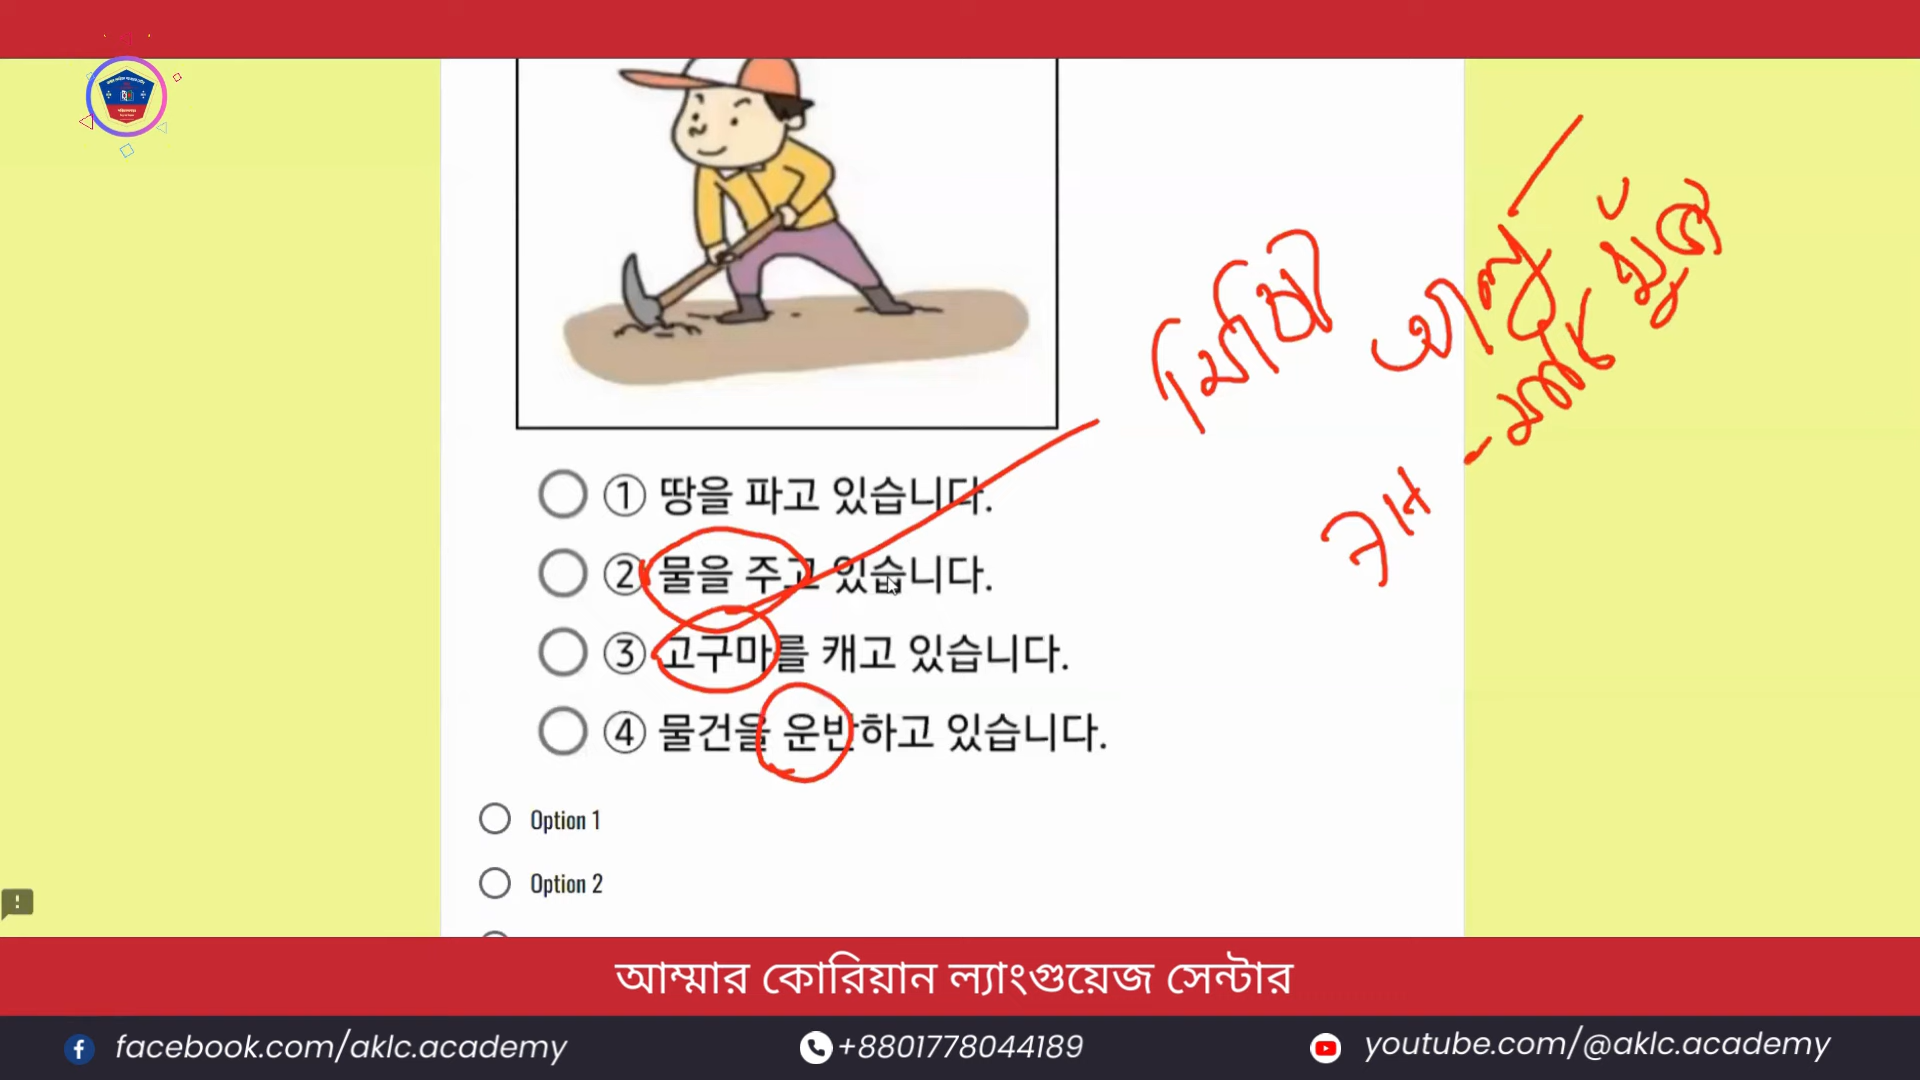 ① 땅을 파고 있습니다.
② 물을 주고 있습니다.
③ 고구마를 캐고 있습니다.
④ 물건을 운반하고 있습니다.
Option 1
Option 2
মিষ্টি আলু
আম্মার কোরিয়ান ল্যাংগুয়েজ সেন্টার
facebook.com/aklc.academy
+8801778044189
youtube.com/@aklc.academy